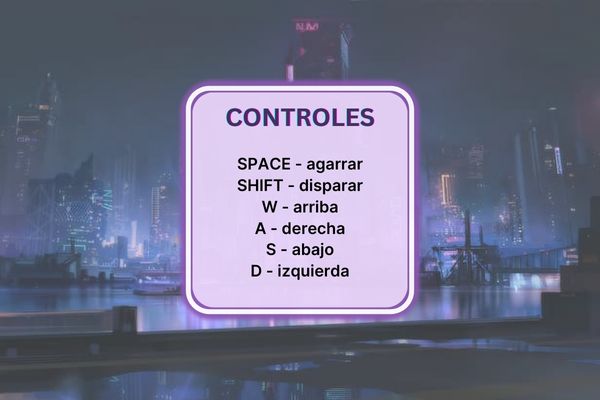 CONTROLES
SPACE - agarrar
SHIFT - disparar
W - arriba
A - derecha
S - abajo
D - izquierda